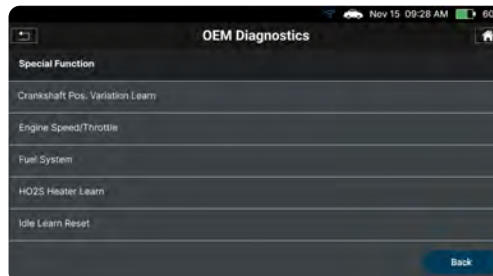 Nov 15 09:28 AM 60
OEM Diagnostics
Special Function
Crankshaft Pos. Variation Learn
Engine Speed/Throttle
Fuel System
HO2S Heater Learn
Idle Learn Reset
Back